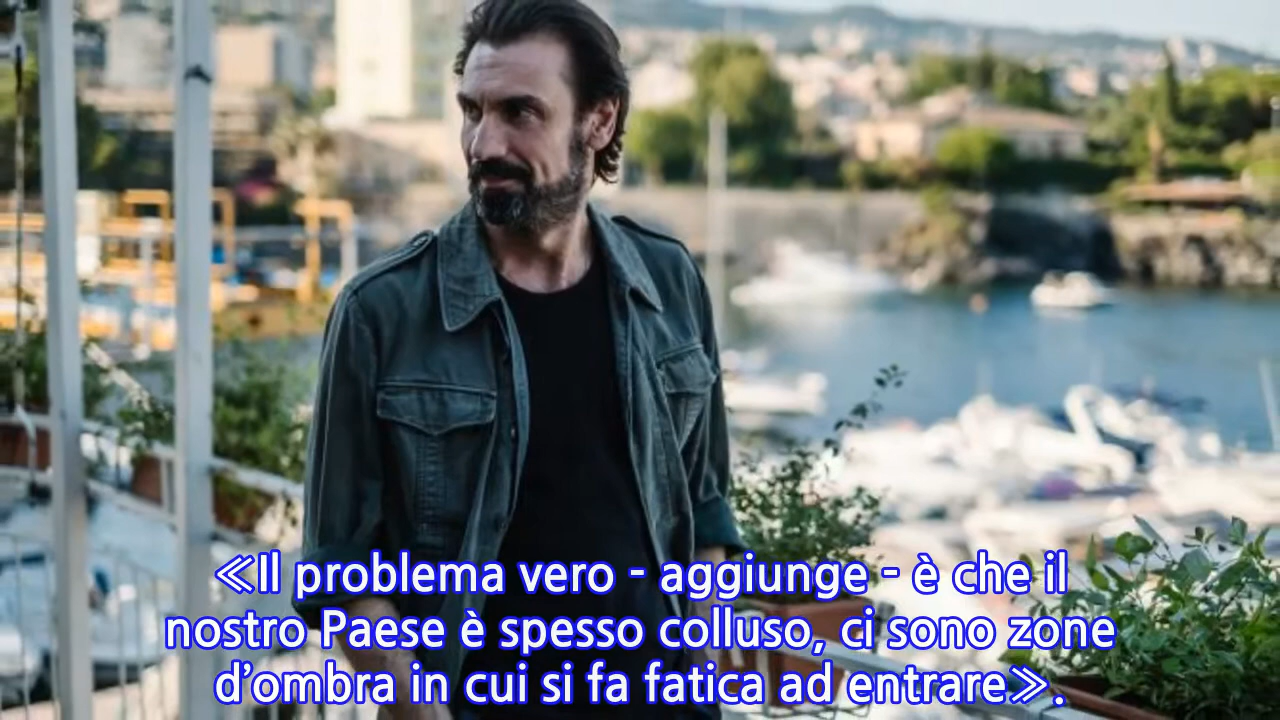 ≪Il problema vero - aggiunge - è che il
nostro Paese è spesso colluso, ci sono zone
d'ombra in cui si fa fatica ad entrare≫.